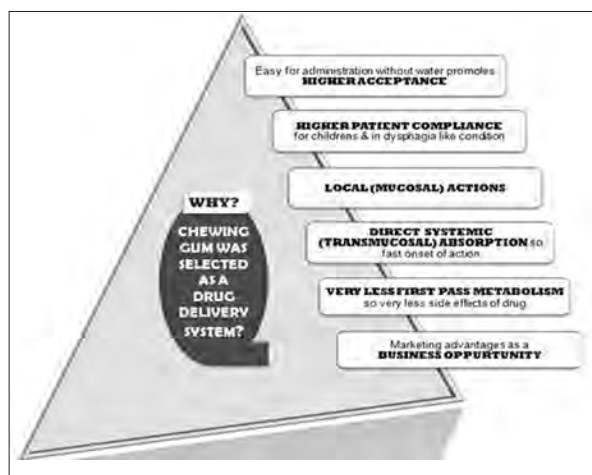 Easy for administration without water promotes
HIGHER ACCEPTANCE
HIGHER PATIENT COMPLIANCE
for childrens & in dysphagia like condition
LOCAL (MUCOSAL) ACTIONS
DIRECT SYSTEMIC
(TRANSMUCOSAL) ABSORPTION so
fast onset of action.
VERY LESS FIRST PASS METABOLISM
so very less side effects of drug.
Marketing advantages as a
BUSINESS OPPURTUNITY
WHY?
CHEWING
GUM WAS
SELECTED
AS A
DRUG
DELIVERY
SYSTEM?